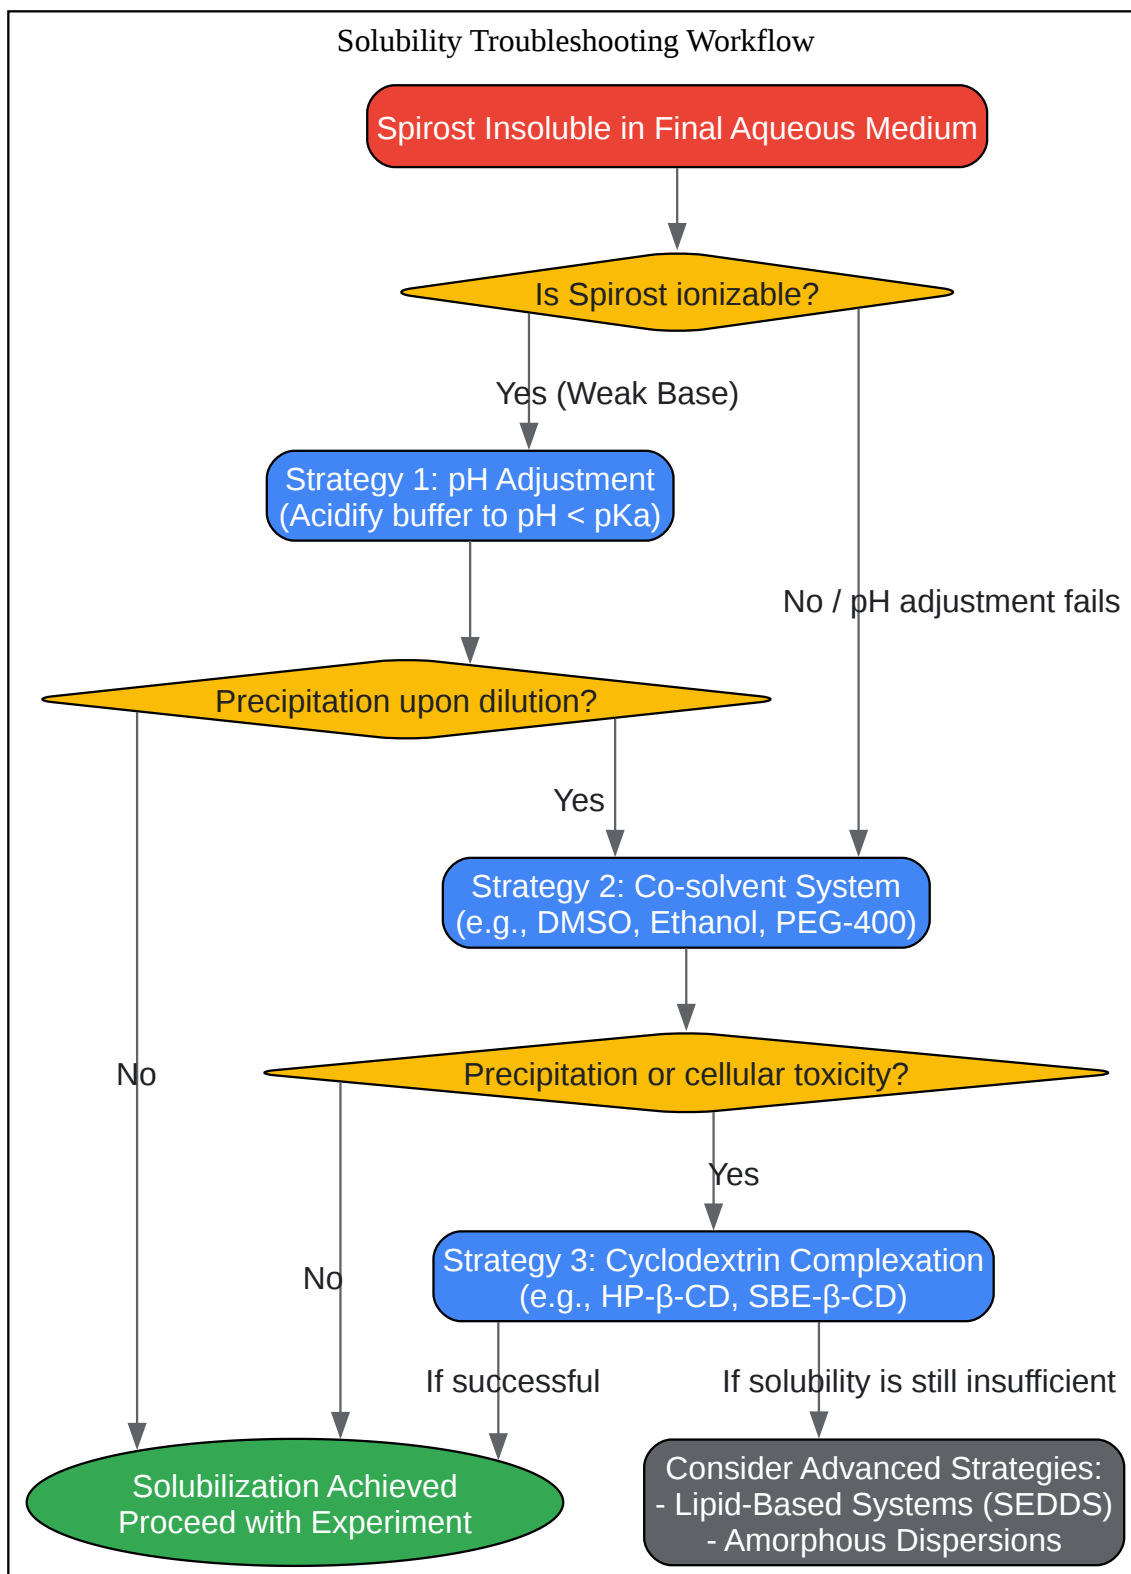 Solubility Troubleshooting Workflow
Spirost Insoluble in Final Aqueous Medium
Is Spirost ionizable?
Yes (Weak Base)
Strategy 1: pH Adjustment
(Acidify buffer to pH < pKa)
No / pH adjustment fails
Precipitation upon dilution?
Yes
Strategy 2: Co-solvent System
(e.g., DMSO, Ethanol, PEG-400)
No
Precipitation or cellular toxicity?
Yes
Strategy 3: Cyclodextrin Complexation
(e.g., HP-β-CD, SBE-β-CD)
No
If successful
If solubility is still insufficient
Solubilization Achieved
Proceed with Experiment
Consider Advanced Strategies:
- Lipid-Based Systems (SEDDS)
- Amorphous Dispersions